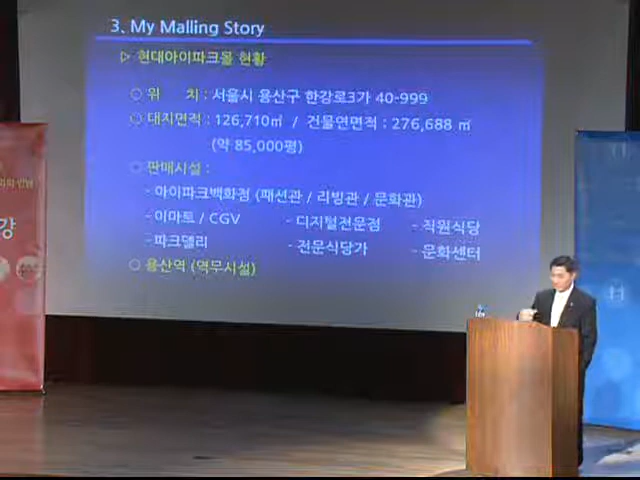 3. My Malling Story
▷ 현대아이파크몰 현황
○ 위 치 : 서울시 용산구 한강로3가 40-999
○ 대지면적 : 126,710㎡ / 건물연면적 : 276,688 ㎡
(약 85,000평)
○ 판매시설 :
- 아이파크백화점 (패션관 / 리빙관 / 문화관)
- 이마트 / CGV - 디지털전문점 - 직원식당
- 파크델리 - 전문식당가 - 문화센터
○ 용산역 (역무시설)
강